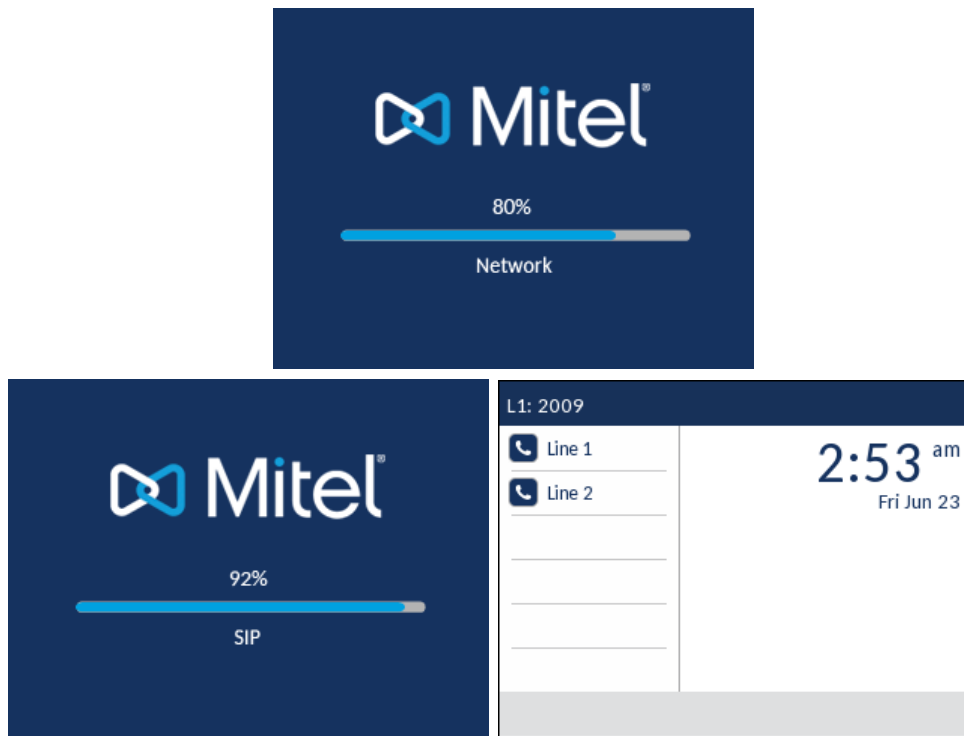 Mitel®
80%
Network
Mitel®
92%
SIP
L1: 2009
Line 1
Line 2
2:53 am
Fri Jun 23